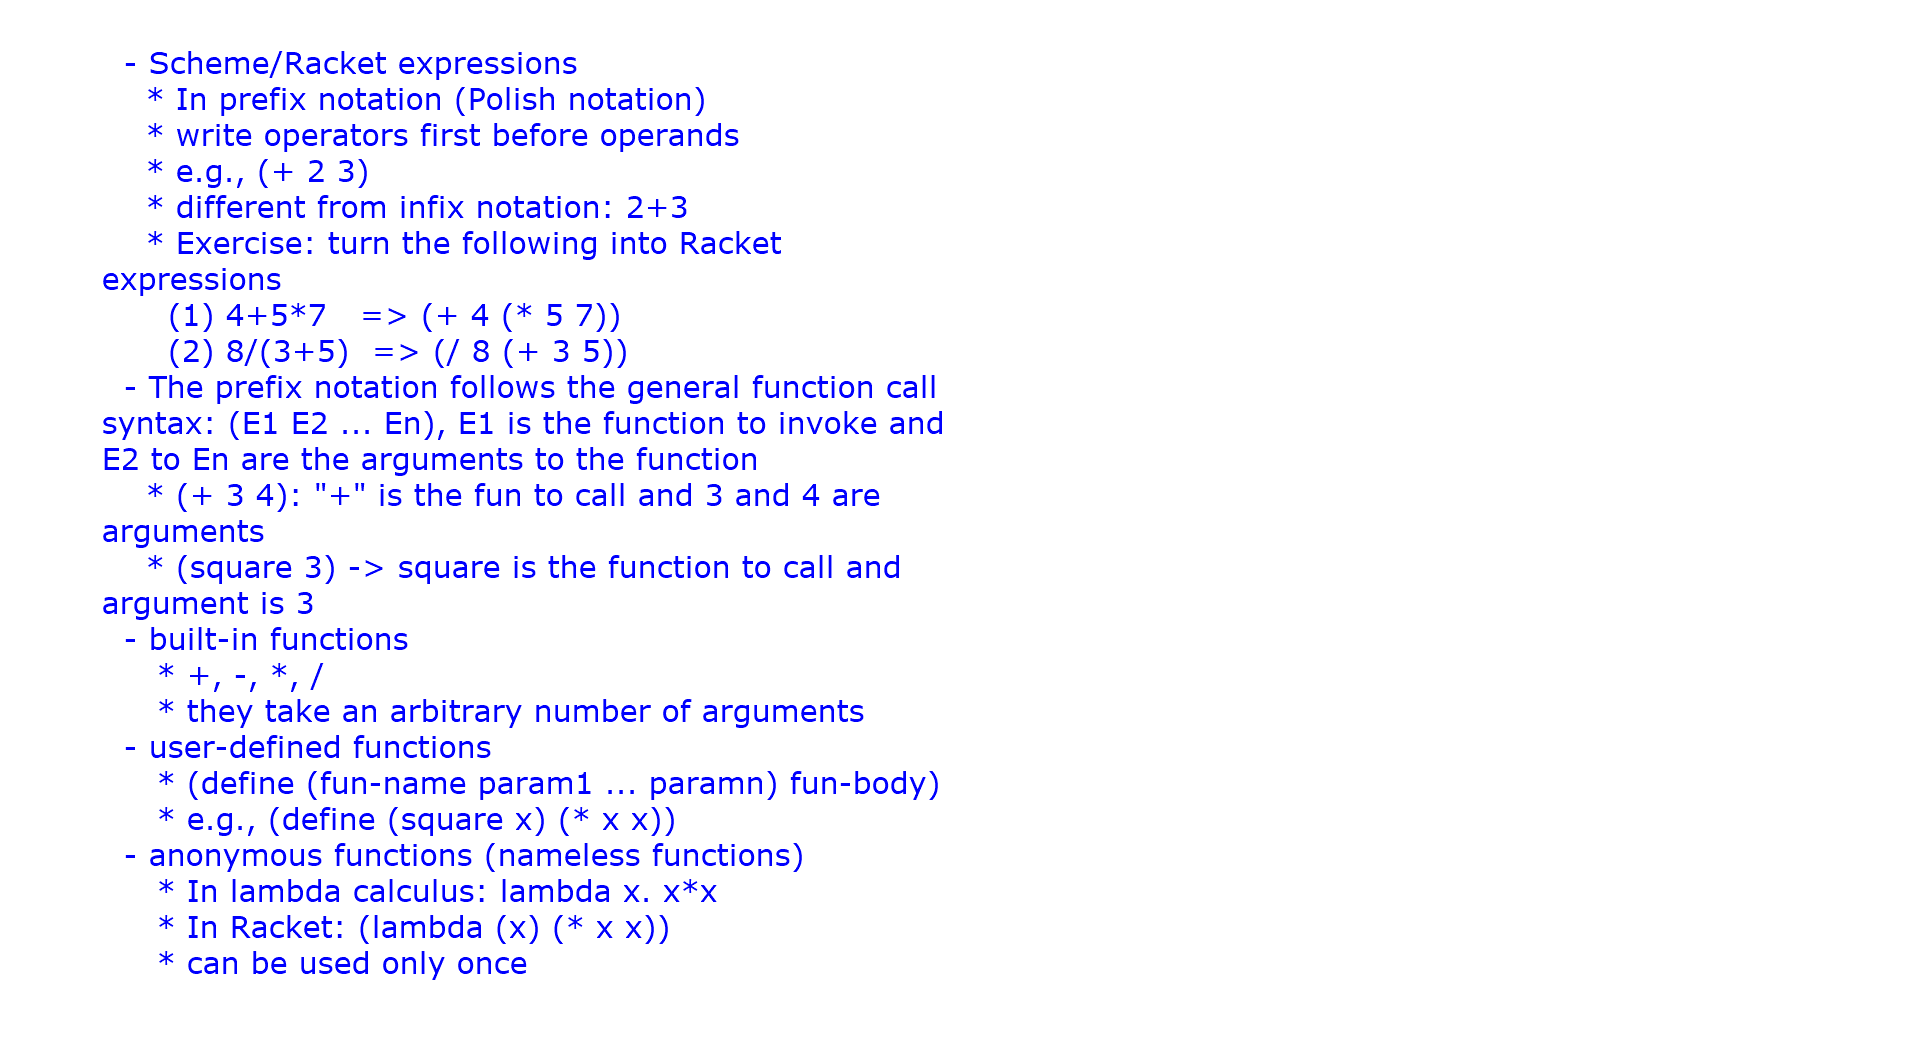 - Scheme/Racket expressions
* In prefix notation (Polish notation)
* write operators first before operands
* e.g., (+ 2 3)
* different from infix notation: 2+3
* Exercise: turn the following into Racket
expressions
(1) 4+5*7   => (+ 4 (* 5 7))
(2) 8/(3+5)  => (/ 8 (+ 3 5))
- The prefix notation follows the general function call
syntax: (E1 E2 ... En), E1 is the function to invoke and
E2 to En are the arguments to the function
* (+ 3 4): "+" is the fun to call and 3 and 4 are
arguments
* (square 3) -> square is the function to call and
argument is 3
- built-in functions
* +, -, *, /
* they take an arbitrary number of arguments
- user-defined functions
* (define (fun-name param1 ... paramn) fun-body)
* e.g., (define (square x) (* x x))
- anonymous functions (nameless functions)
* In lambda calculus: lambda x. x*x
* In Racket: (lambda (x) (* x x))
* can be used only once